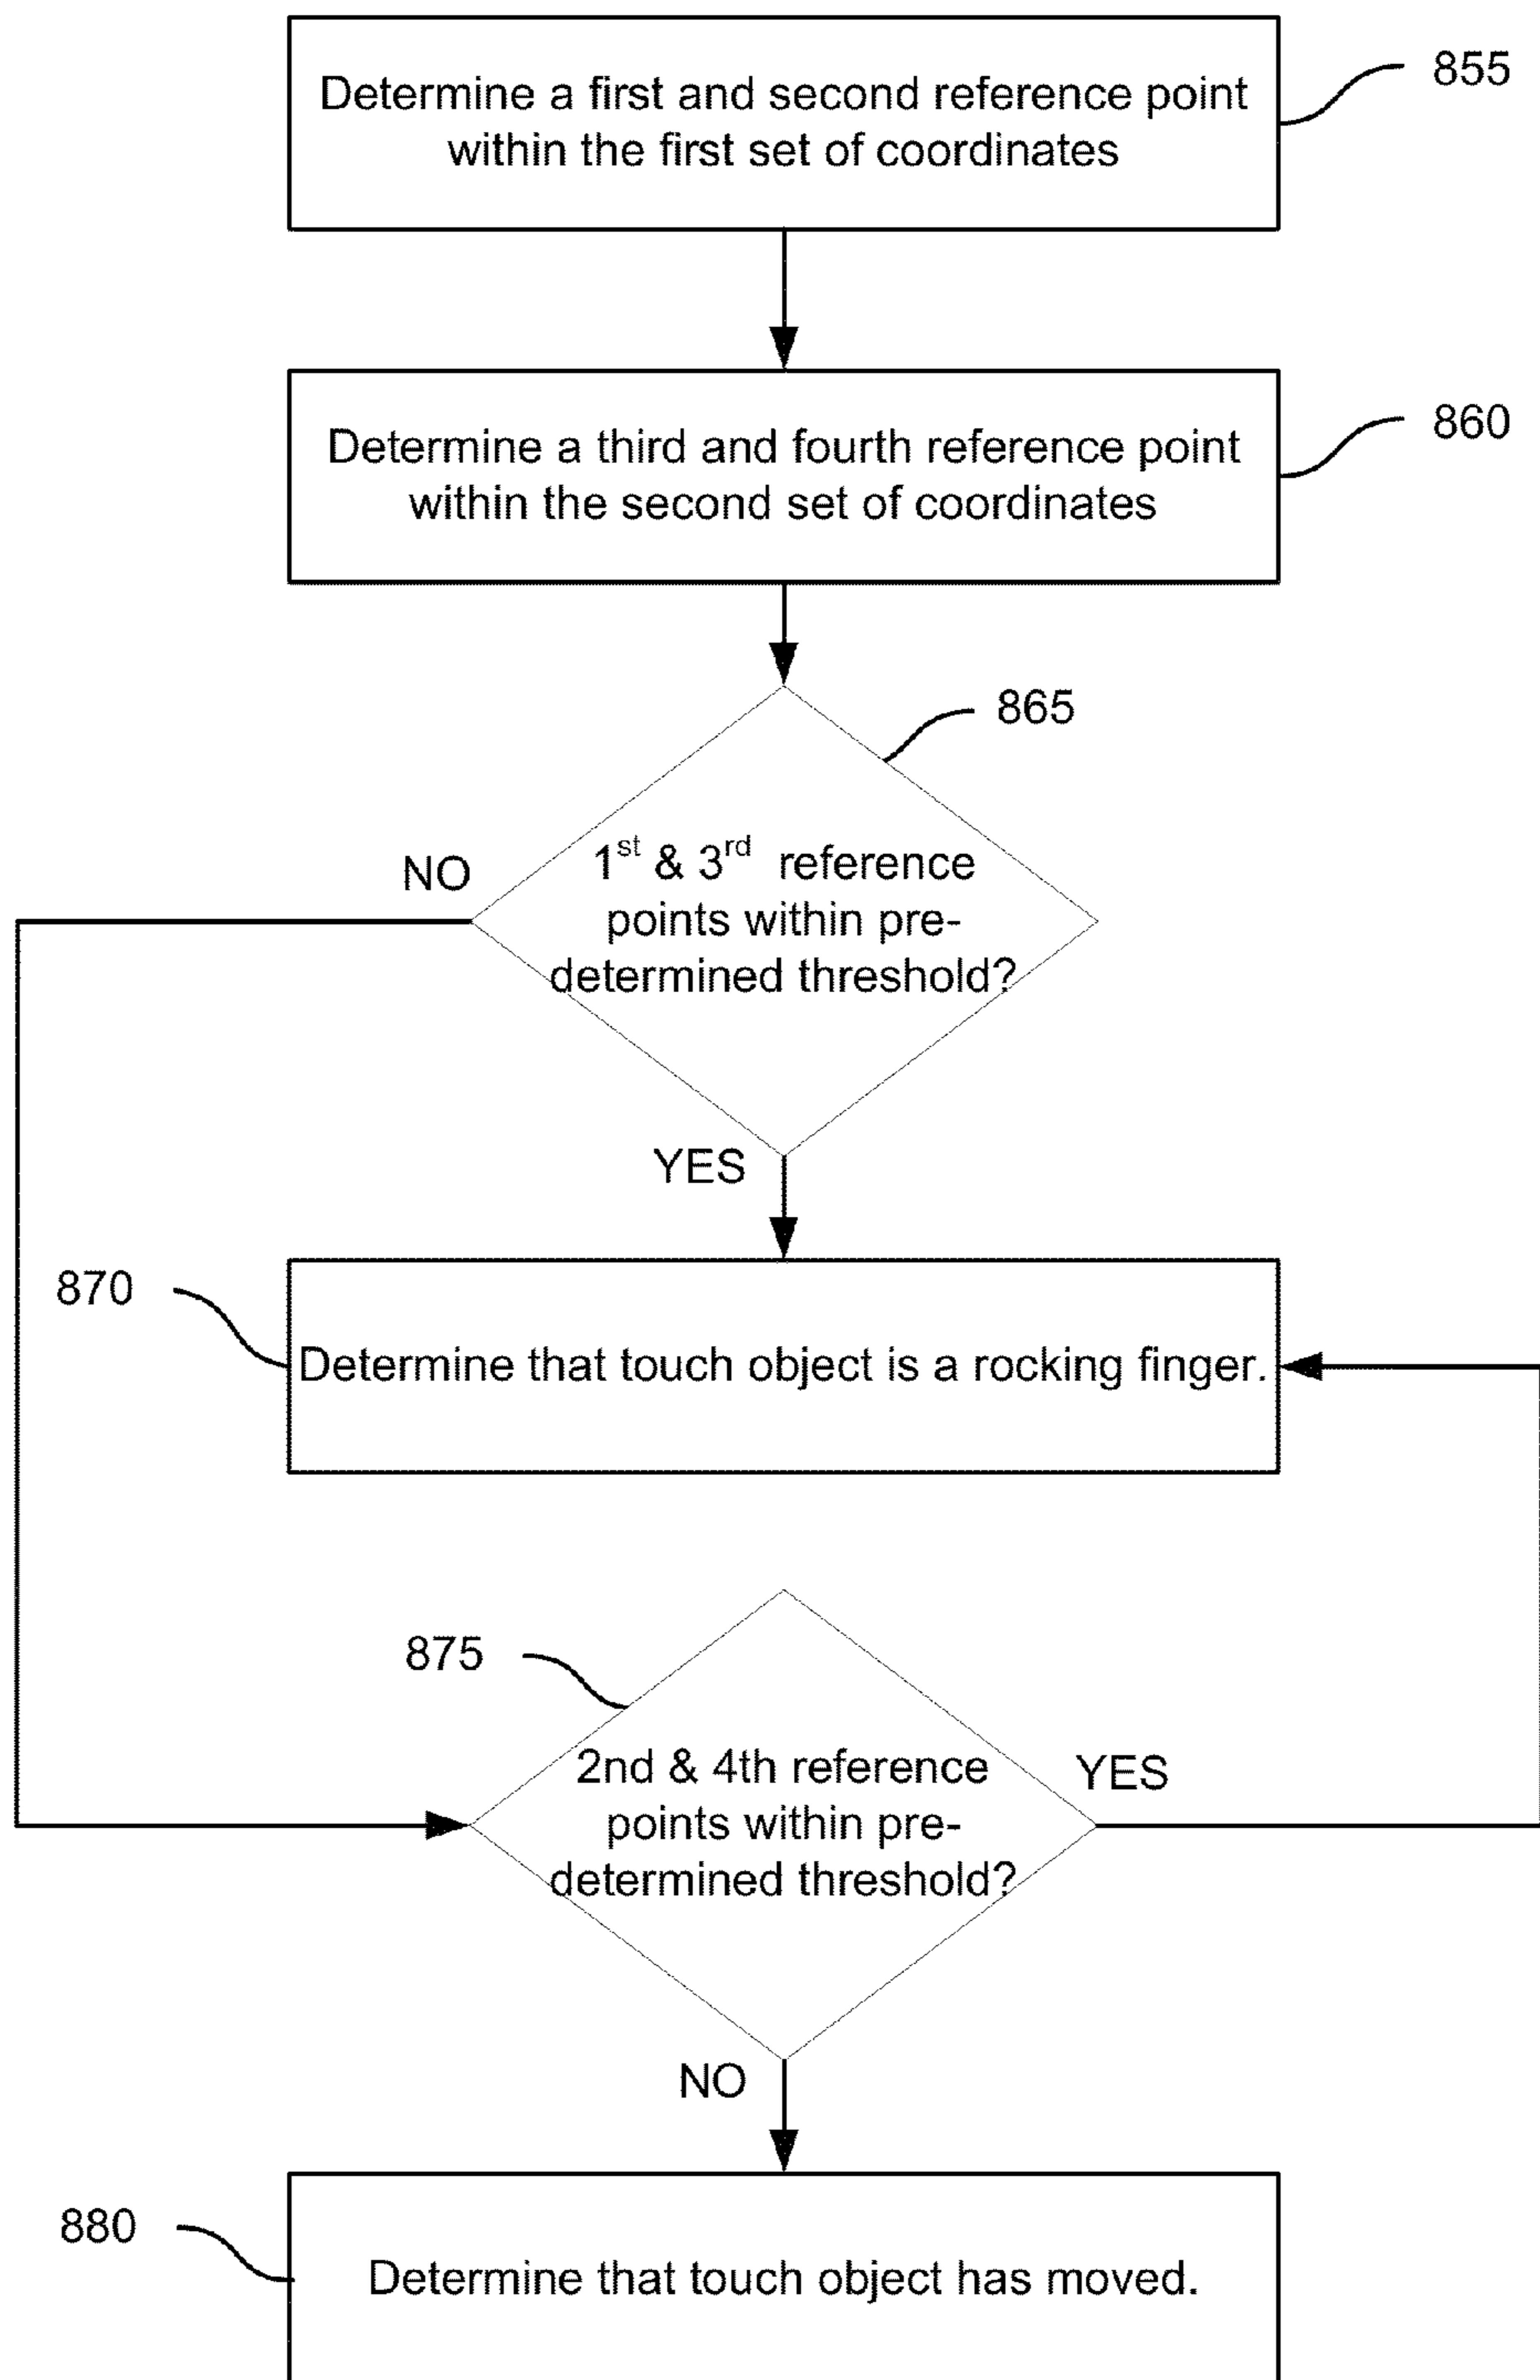 Determine a first and second reference point
within the first set of coordinates
855
Determine a third and fourth reference point
within the second set of coordinates
860
865
1st & 3rd reference
points within pre-
determined threshold?
NO
YES
870
Determine that touch object is a rocking finger.
875
2nd & 4th reference
points within pre-
determined threshold?
YES
NO
880
Determine that touch object has moved.